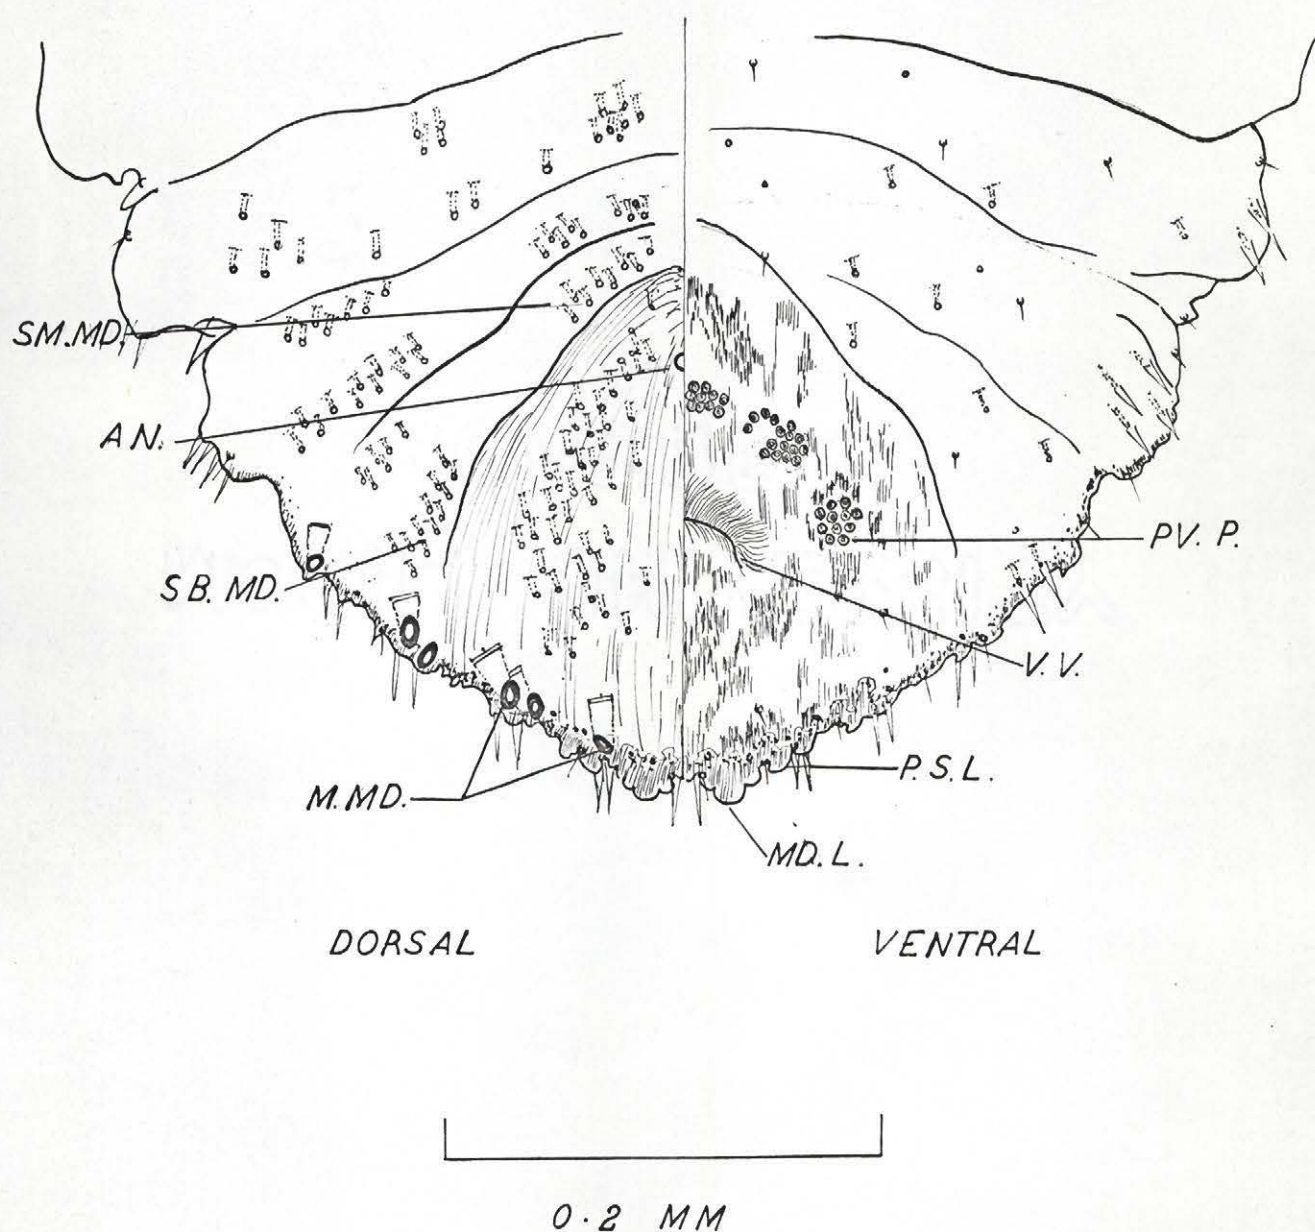 SM.MD.
AN.
SB. MD.
PV. P.
V. V.
M.MD.
P.S.L.
MD.L.
DORSAL
VENTRAL
0.2 MM